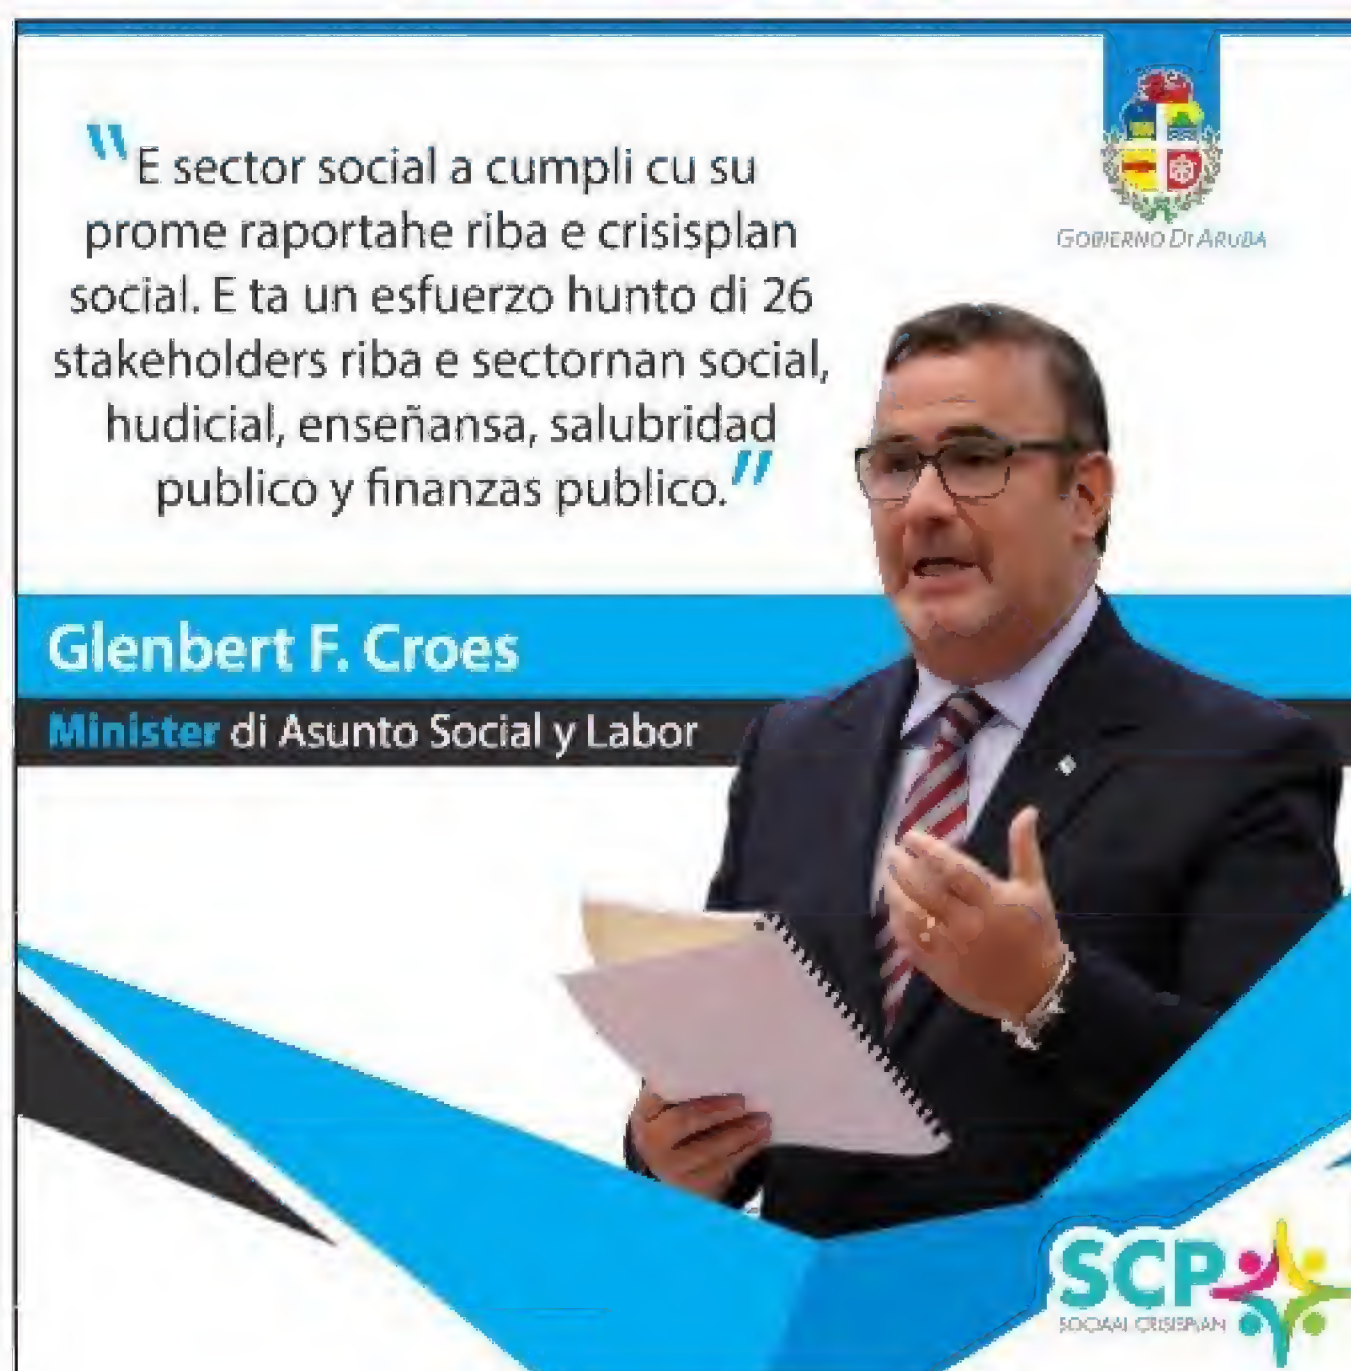 "E sector social a cumpli cu su
prome raportahe riba e crisisplan
social. E ta un esfuerzo hunto di 26
stakeholders riba e sectornan social,
hudicial, enseñansa, salubridad
publico y finanzas publico."
GOBIERNO DI ARUBA
Glenbert F. Croes
Minister di Asunto Social y Labor
SCP
SOCIAAL CRISISPLAN